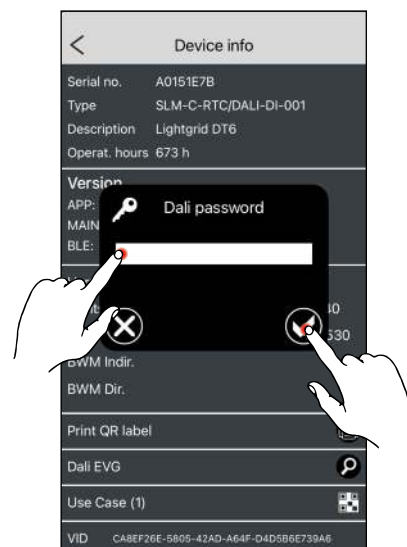 Device info
Serial no. A0151E7B
Type SLM-C-RTC/DALI-DI-001
Description Lightgrid DT6
Operat. hours 673 h
Version
APP:
Dali password
MAIN
BLE:
530
BWM Indir.
BWM Dir.
Print QR label
Dali EVG
Use Case (1)
VID CA8EF26E-5805-42AD-A64F-D4D5B6E739A6